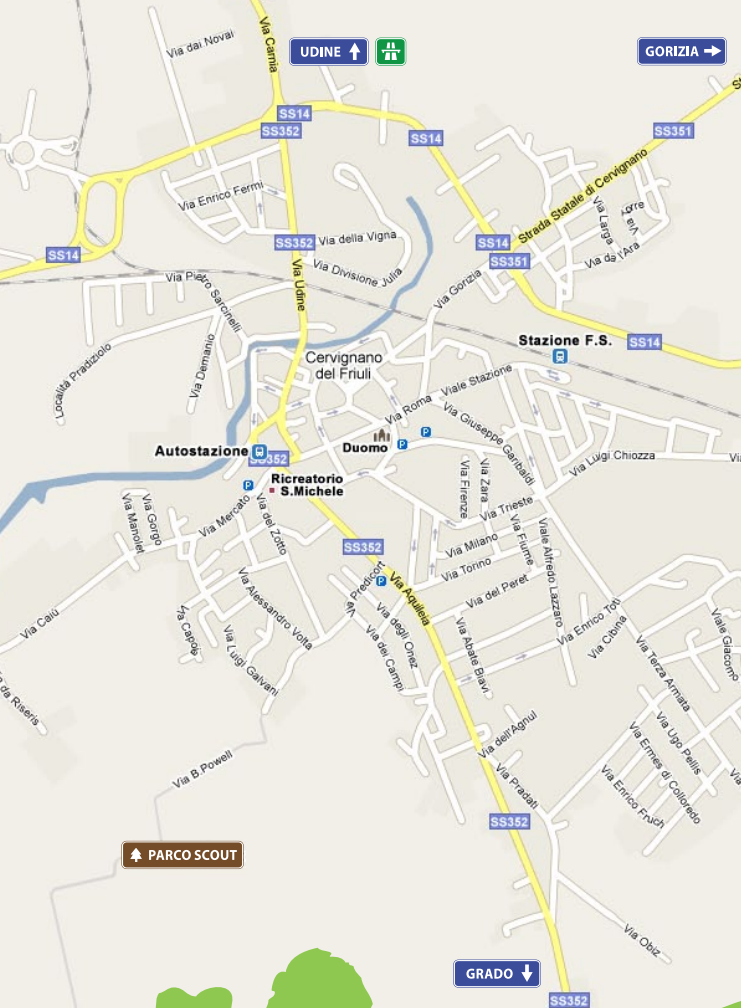 Via Carnia
Via dai Novai
UDINE
GORIZIA
SS14
SS352
SS14
SS351
Strada Statale di Cervignano
Via Enrico Fermi
Via Larga
Via
Via da l'Ara
SS352
Via della Vigna
SS14
SS351
SS14
Via Divisione Julia
Via Pietro Sarcinelli
Via Udine
Via Gorizia
Stazione F.S.
SS14
Località Pradiziolo
Via Demanio
Cervignano
del Friuli
Viale Stazione
Via Roma
Via Giuseppe Garibaldi
Duomo
P
P
Autostazione
SS352
Via Luigi Chiozza
Via
Ricreatorio
S.Michele
P
Via Firenze
Via Zara
Via Manolet
Via Gorgo
Via Mercato
Via del Zotto
Via Trieste
Via Fiume
Viale Alfredo Lazzaro
SS352
Via Milano
Via Torino
Via Predicort
P
Via Aquileia
Via del Peret
Via Alessandro Volta
Via degli Onez
Via dei Campi
Via Caiù
Via Capois
Via Luigi Galvani
Via Abate Biavi
Via Enrico Toti
Via Cibina
Viale Giacomo
Via Terza Armata
da Riseris
Via dell'Agnul
Via Ugo Pellis
Via Ermes di Colloredo
Via Enrico Fruch
Via B.Powell
Via Pradati
SS352
PARCO SCOUT
Via Obiz
GRADO
SS352